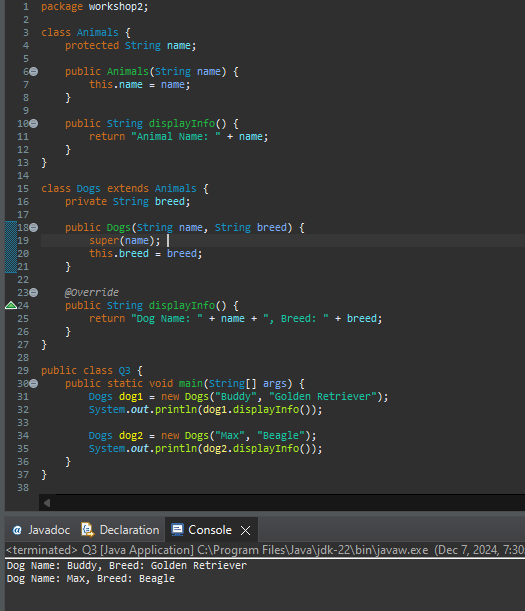 1 package workshop2;
2
3 class Animals {
4 protected String name;
5
6 public Animals(String name) {
7 this.name = name;
8 }
9
10 public String displayInfo() {
11 return "Animal Name: " + name;
12 }
13 }
14
15 class Dogs extends Animals {
16 private String breed;
17
18 public Dogs(String name, String breed) {
19 super(name);
20 this.breed = breed;
21 }
22
23 @Override
24 public String displayInfo() {
25 return "Dog Name: " + name + ", Breed: " + breed;
26 }
27 }
28
29 public class Q3 {
30 public static void main(String[] args) {
31 Dogs dog1 = new Dogs("Buddy", "Golden Retriever");
32 System.out.println(dog1.displayInfo());
33
34 Dogs dog2 = new Dogs("Max", "Beagle");
35 System.out.println(dog2.displayInfo());
36 }
37 }
38
@ Javadoc Declaration Console
<terminated> Q3 [Java Application] C:\Program Files\Java\jdk-22\bin\javaw.exe (Dec 7, 2024, 7:30
Dog Name: Buddy, Breed: Golden Retriever
Dog Name: Max, Breed: Beagle